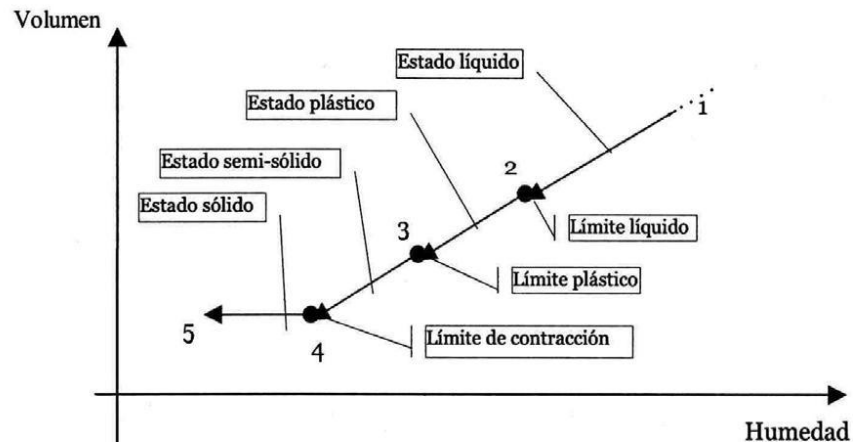 Volumen
Estado líquido
Estado plástico
1
Estado semi-sólido
2
Estado sólido
3
Límite líquido
Límite plástico
5
4
Límite de contracción
Humedad